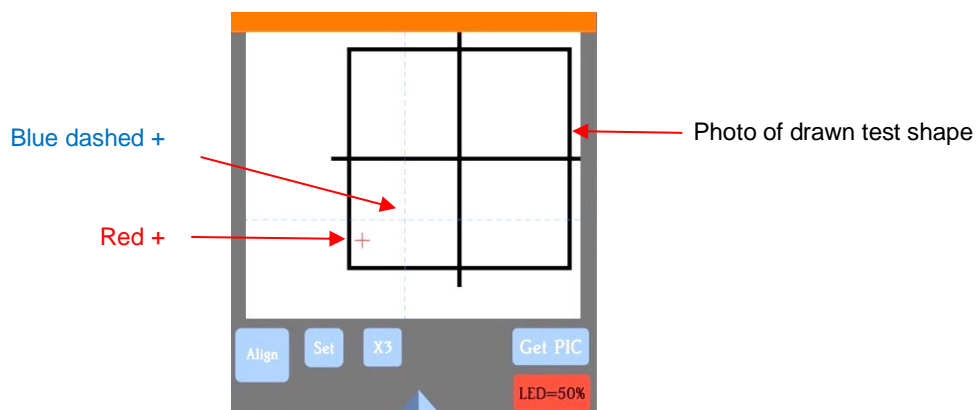 Blue dashed +
Photo of drawn test shape
Red +
Align
Set
X3
Get PIC
LED=50%